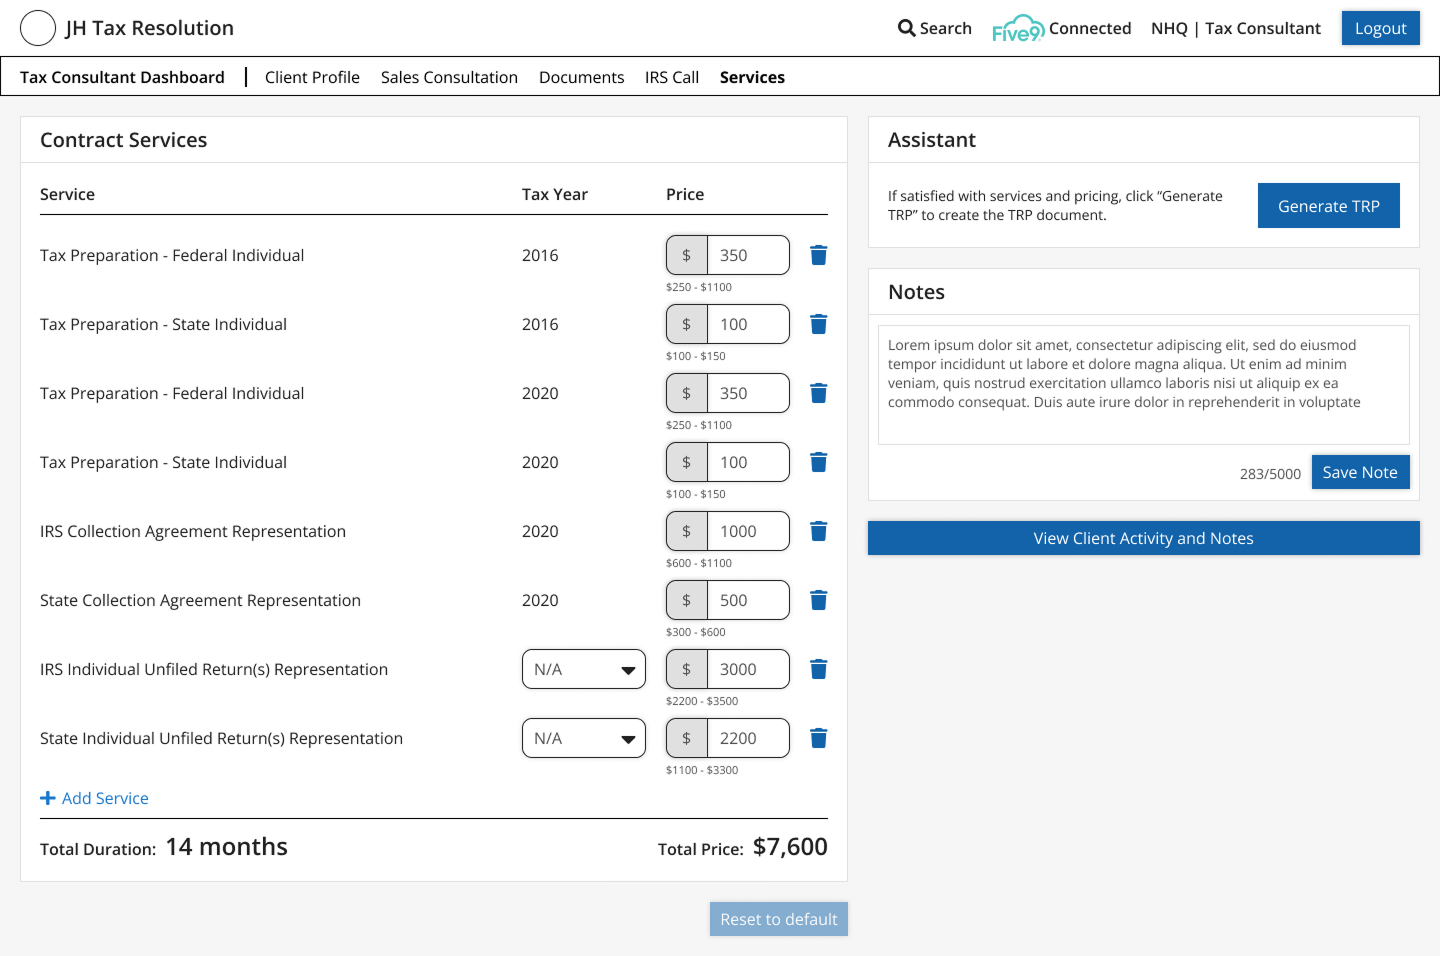 JH Tax Resolution
Search
Five9 Connected
NHQ | Tax Consultant
Logout
Tax Consultant Dashboard
Client Profile
Sales Consultation
Documents
IRS Call
Services
Contract Services
Service Tax Year Price
Tax Preparation - Federal Individual 2016 $ 350
$250 - $1100
Tax Preparation - State Individual 2016 $ 100
$100 - $150
Tax Preparation - Federal Individual 2020 $ 350
$250 - $1100
Tax Preparation - State Individual 2020 $ 100
$100 - $150
IRS Collection Agreement Representation 2020 $ 1000
$600 - $1100
State Collection Agreement Representation 2020 $ 500
$300 - $600
IRS Individual Unfiled Return(s) Representation N/A $ 3000
$2200 - $3500
State Individual Unfiled Return(s) Representation N/A $ 2200
$1100 - $3300
Add Service
Total Duration: 14 months Total Price: $7,600
Reset to default
Assistant
If satisfied with services and pricing, click “Generate
TRP” to create the TRP document.
Generate TRP
Notes
Lorem ipsum dolor sit amet, consectetur adipiscing elit, sed do eiusmod
tempor incididunt ut labore et dolore magna aliqua. Ut enim ad minim
veniam, quis nostrud exercitation ullamco laboris nisi ut aliquip ex ea
commodo consequat. Duis aute irure dolor in reprehenderit in voluptate
283/5000
Save Note
View Client Activity and Notes